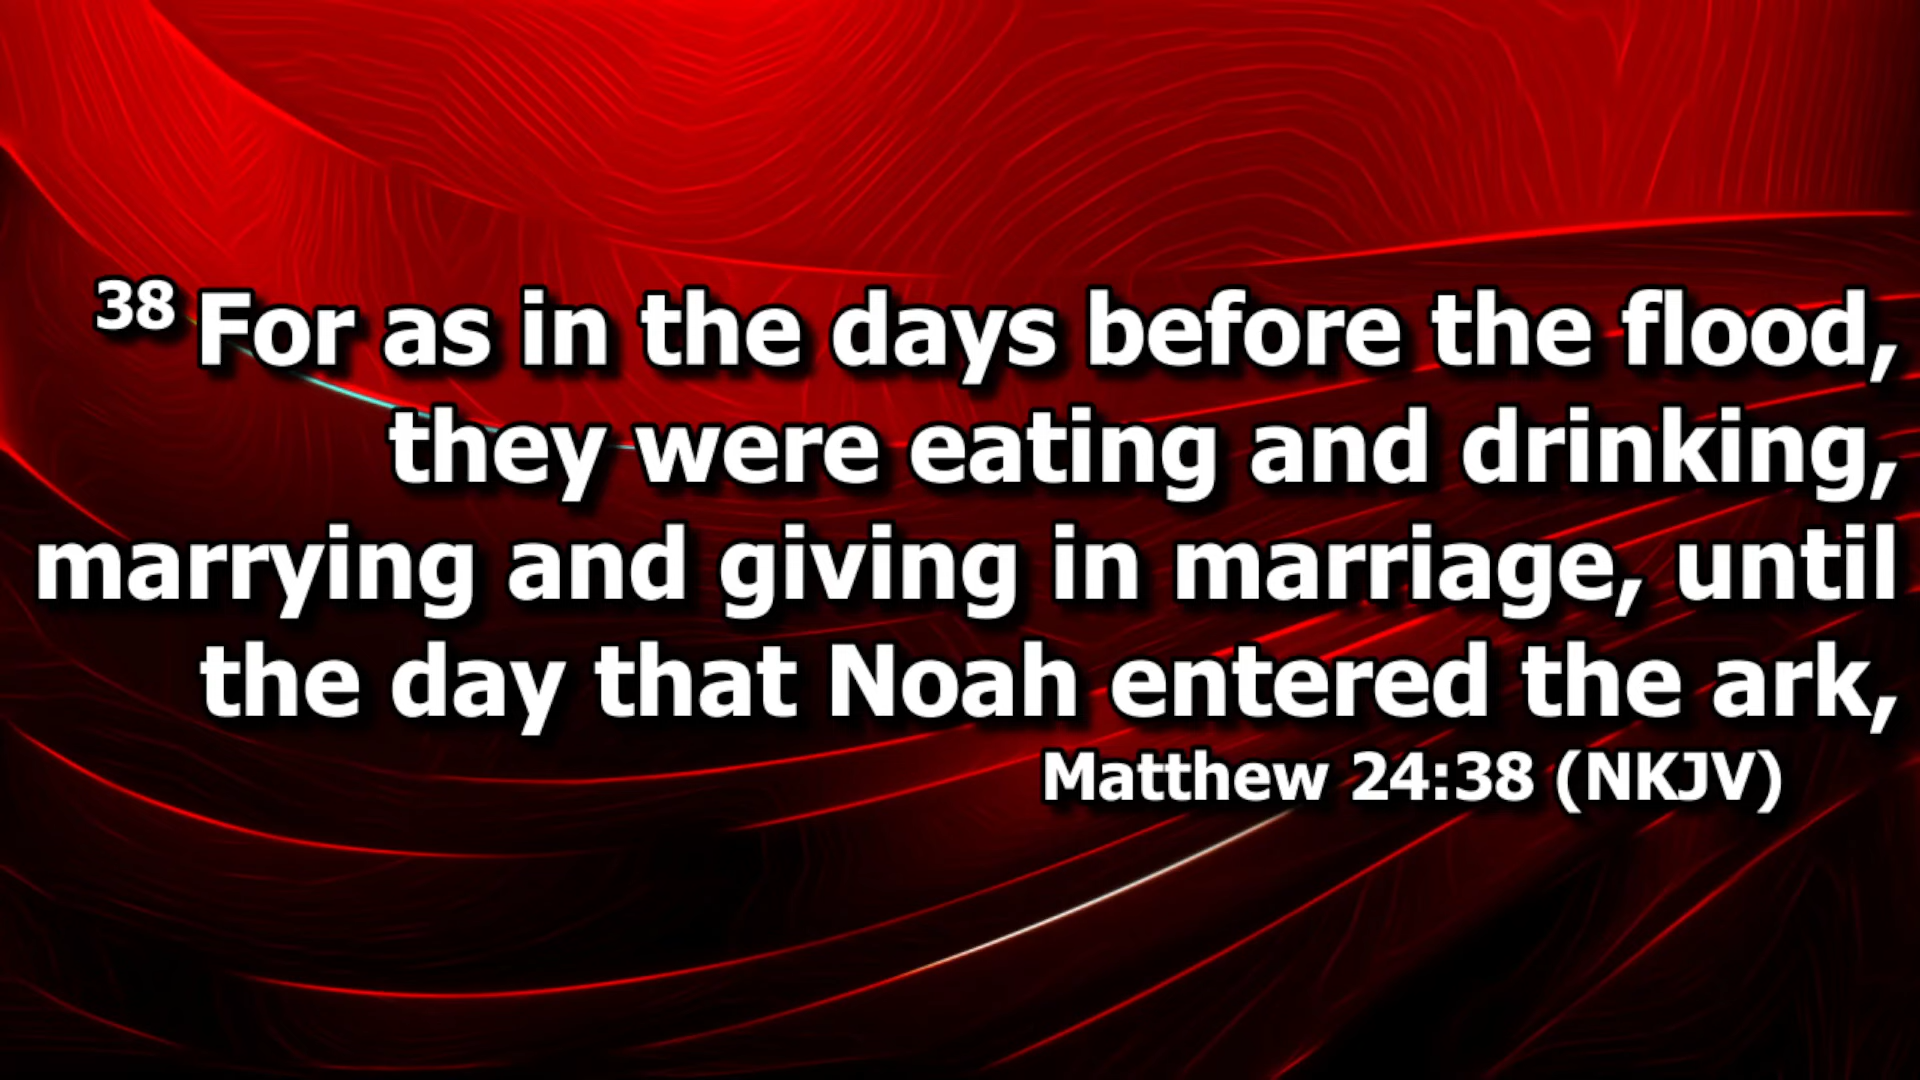 38 For as in the days before the flood,
they were eating and drinking,
marrying and giving in marriage, until
the day that Noah entered the ark,
Matthew 24:38 (NKJV)